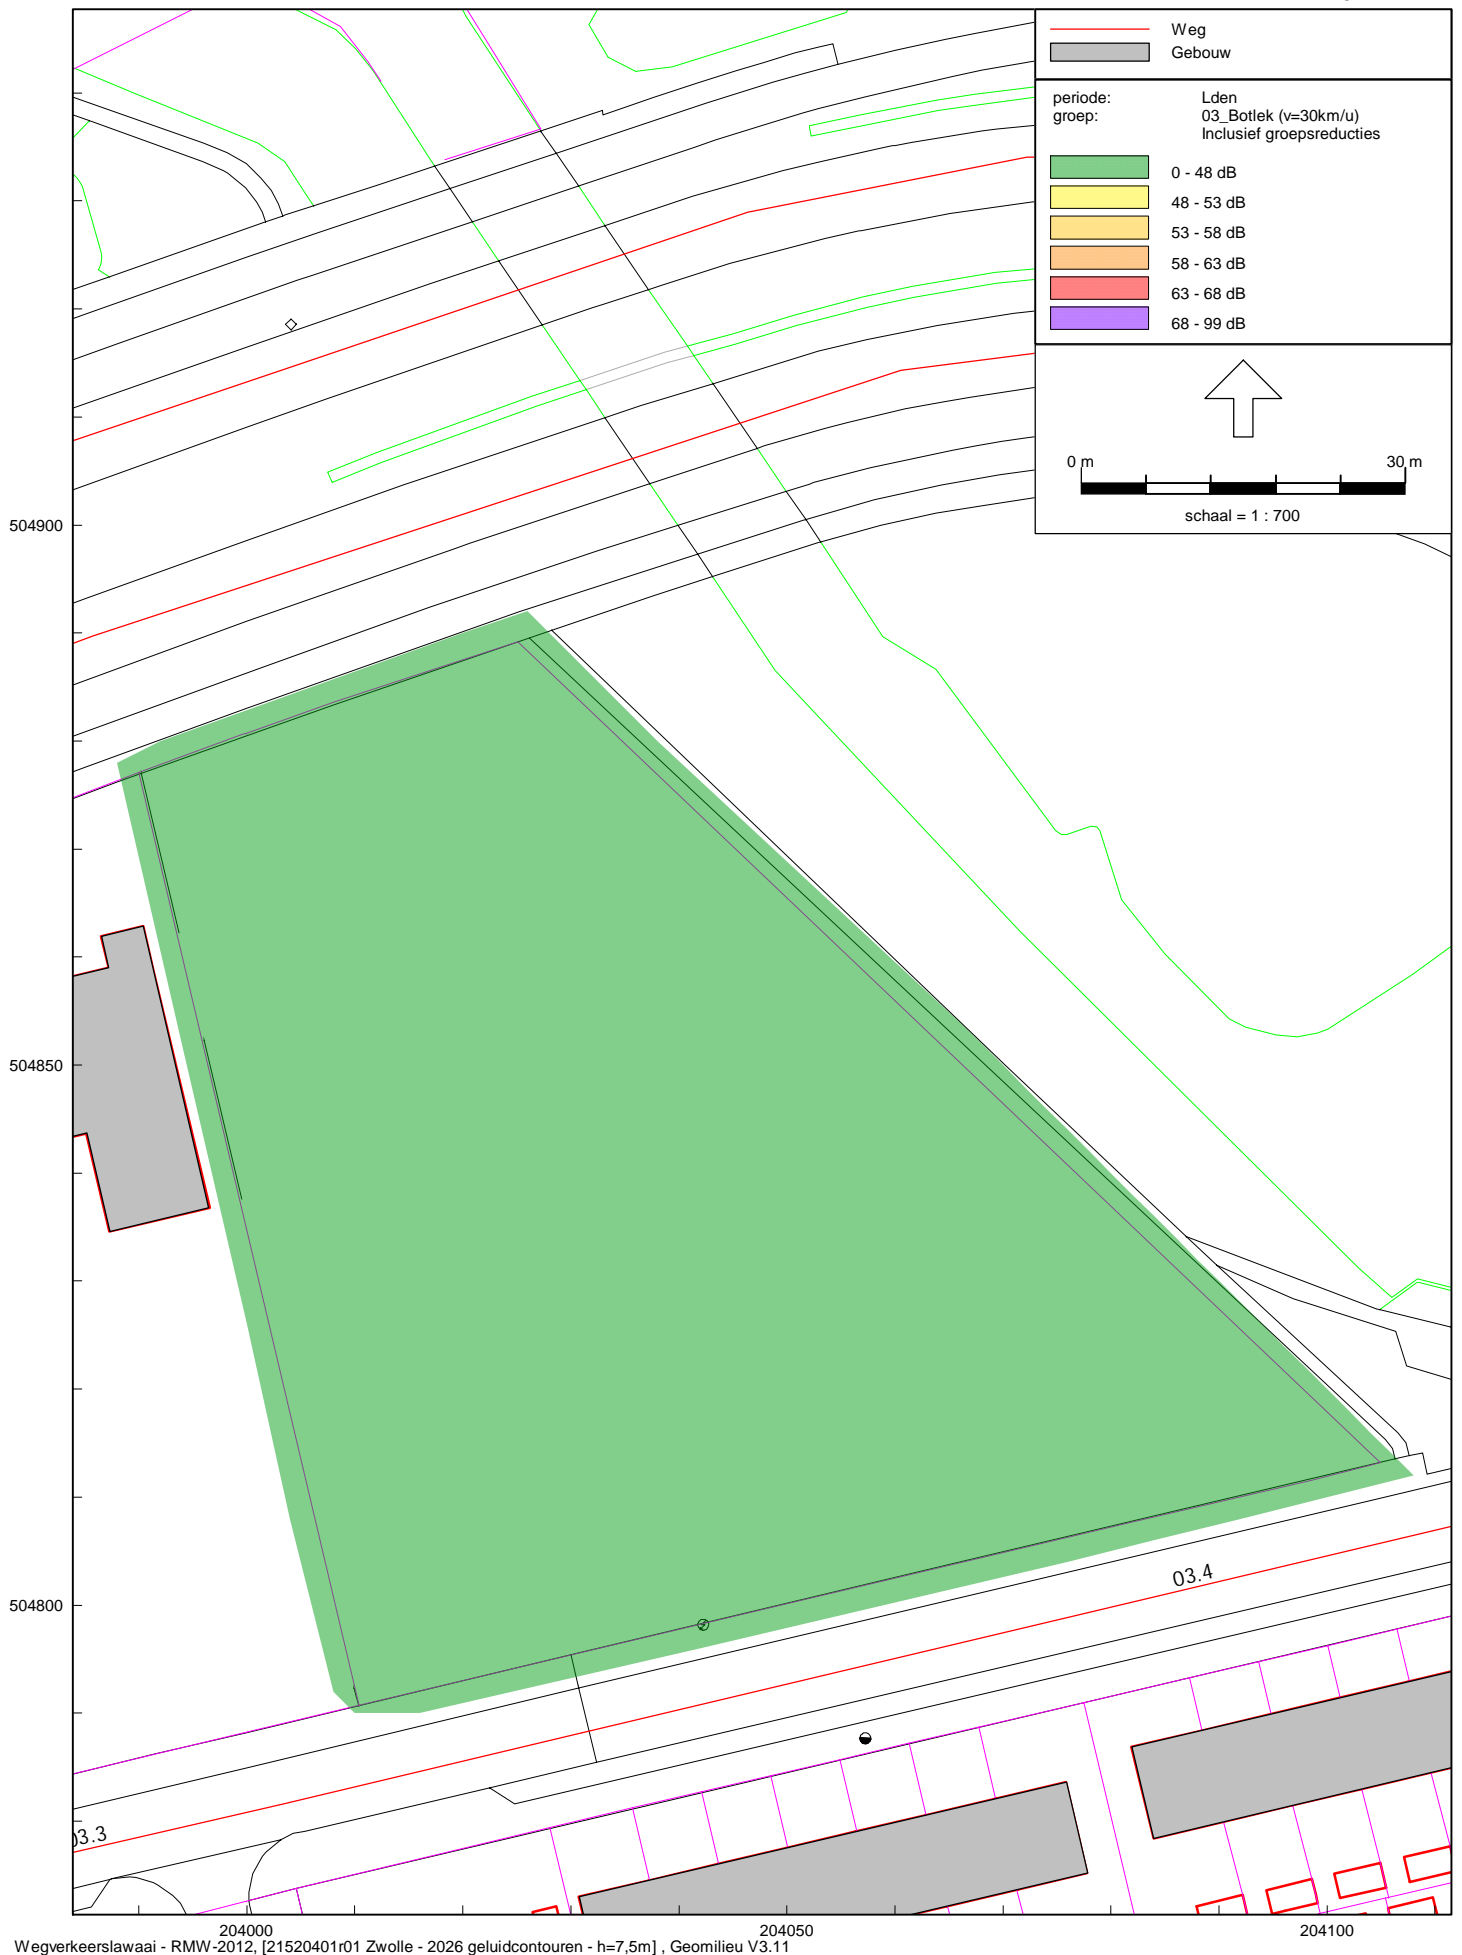 Weg
Gebouw
periode: Lden
groep: 03_Botlek (v=30km/u)
Inclusief groepsreducties
0 - 48 dB
48 - 53 dB
53 - 58 dB
58 - 63 dB
63 - 68 dB
68 - 99 dB
0 m 30 m
schaal = 1 : 700
504900
504850
504800
03.4
03.3
204000 204050 204100
Wegverkeerslawaai - RMW-2012, [21520401r01 Zwolle - 2026 geluidcontouren - h=7,5m] , Geomilieu V3.11